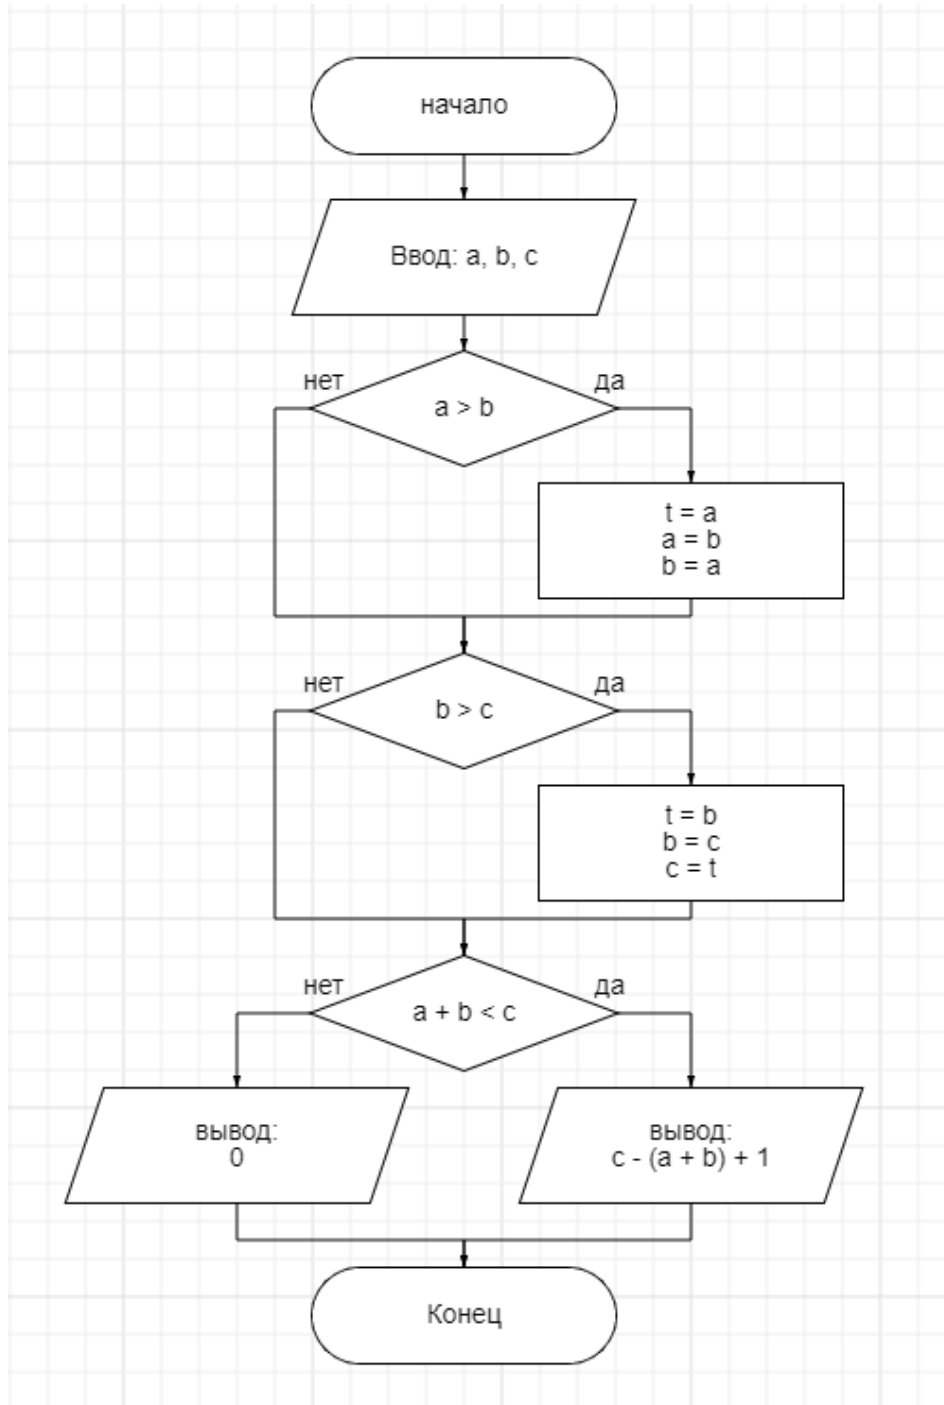 начало
Ввод: a, b, c
нет
да
a > b
t = a
a = b
b = a
нет
да
b > c
t = b
b = c
c = t
нет
да
a + b < c
вывод:
0
вывод:
c - (a + b) + 1
Конец